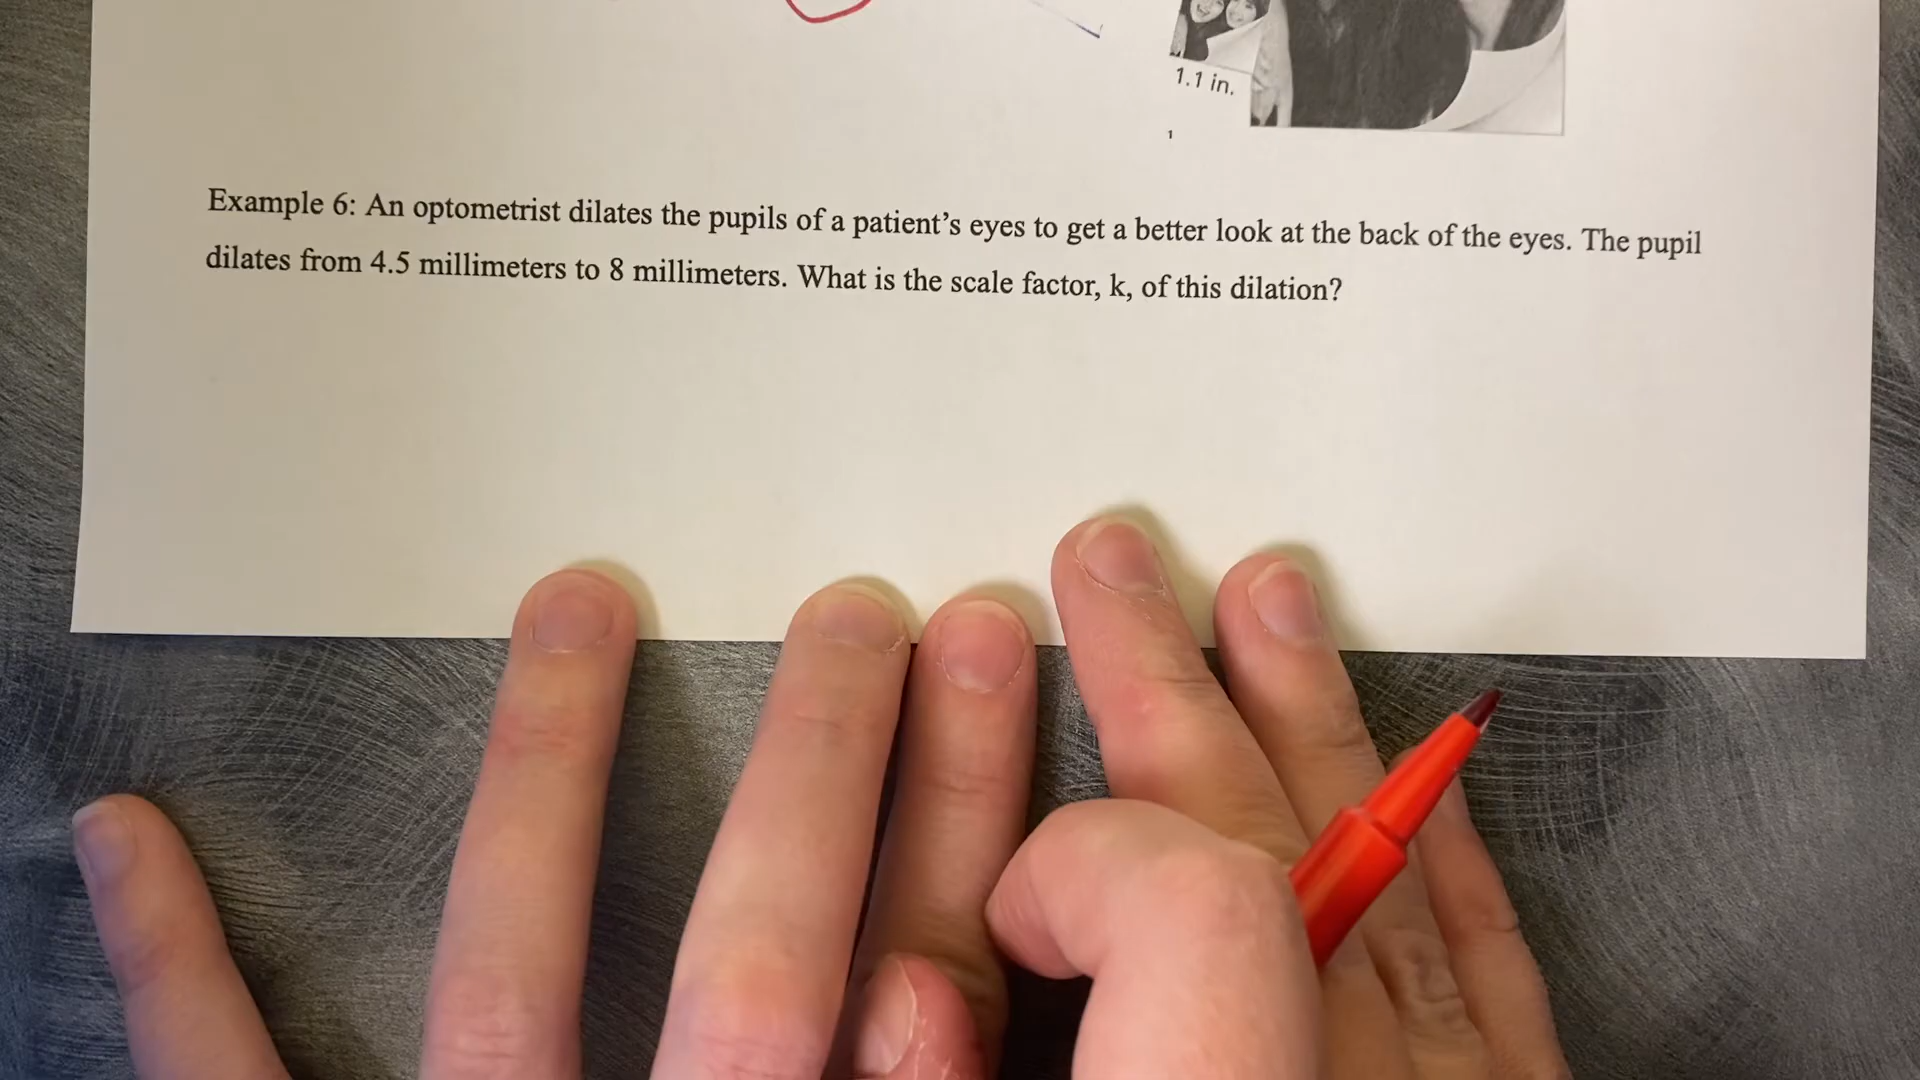 1.1 in.
1
Example 6: An optometrist dilates the pupils of a patient’s eyes to get a better look at the back of the eyes. The pupil
dilates from 4.5 millimeters to 8 millimeters. What is the scale factor, k, of this dilation?